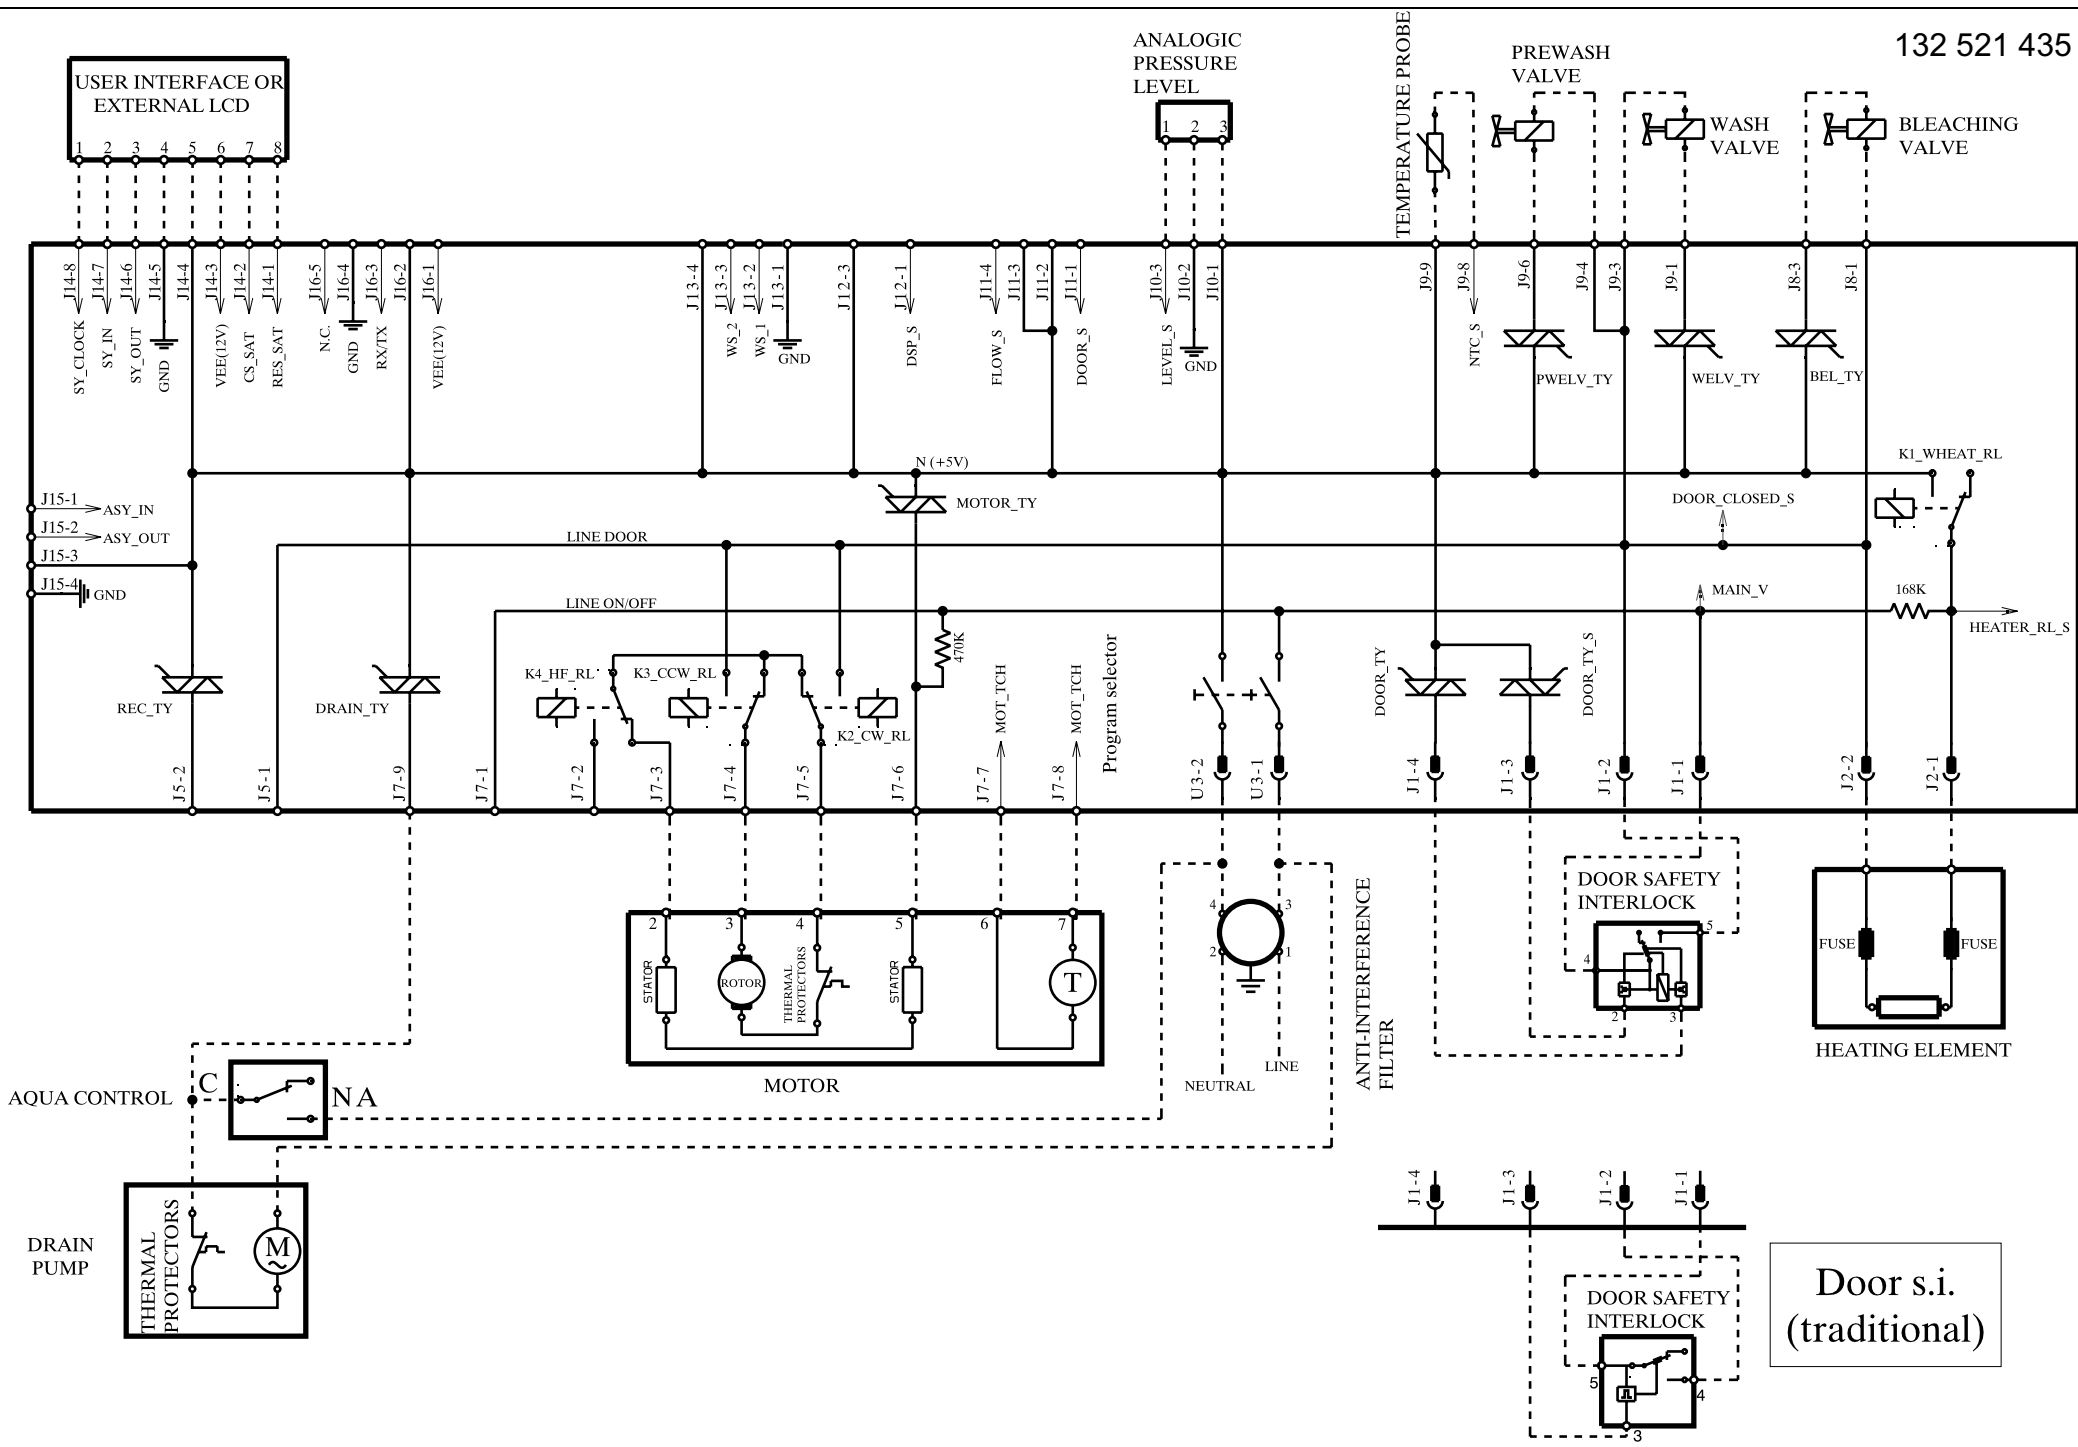 132 521 435
USER INTERFACE OR
EXTERNAL LCD
1 2 3 4 5 6 7 8
ANALOGIC
PRESSURE
LEVEL
1 2 3
TEMPERATURE PROBE
PREWASH
VALVE
WASH
VALVE
BLEACHING
VALVE
J14-8
J14-7
J14-6
J14-5
J14-4
J14-3
J14-2
J14-1
J16-5
J16-4
J16-3
J16-2
J16-1
J13-4
J13-3
J13-2
J13-1
J12-3
J12-1
J11-4
J11-3
J11-2
J11-1
J10-3
J10-2
J10-1
J9-9
J9-8
J9-6
J9-4
J9-3
J9-1
J8-3
J8-1
SY_CLOCK
SY_IN
SY_OUT
GND
VEE(12V)
CS_SAT
RES_SAT
N.C.
GND
RX/TX
VEE(12V)
WS_2
WS_1
GND
DSP_S
FLOW_S
DOOR_S
LEVEL_S
GND
NTC_S
PWELV_TY
WELV_TY
BEL_TY
N (+5V)
K1_WHEAT_RL
J15-1
ASY_IN
J15-2
ASY_OUT
J15-3
J15-4
GND
MOTOR_TY
DOOR_CLOSED_S
LINE DOOR
LINE ON/OFF
MAIN_V
168K
HEATER_RL_S
470K
REC_TY
DRAIN_TY
K4_HF_RL
K3_CCW_RL
K2_CW_RL
MOT_TCH
MOT_TCH
Program selector
DOOR_TY
DOOR_TY_S
J5-2
J5-1
J7-9
J7-1
J7-2
J7-3
J7-4
J7-5
J7-6
J7-7
J7-8
U3-2
U3-1
J1-4
J1-3
J1-2
J1-1
J2-2
J2-1
2 3 4 5 6 7
STATOR
ROTOR
THERMAL
PROTECTORS
STATOR
T
MOTOR
4 3
2 1
NEUTRAL
LINE
ANTI-INTERFERENCE
FILTER
DOOR SAFETY
INTERLOCK
5
4
2 3
FUSE
FUSE
HEATING ELEMENT
AQUA CONTROL
C
NA
DRAIN
PUMP
THERMAL
PROTECTORS
M
J1-4
J1-3
J1-2
J1-1
DOOR SAFETY
INTERLOCK
5
4
3
Door s.i.
(traditional)